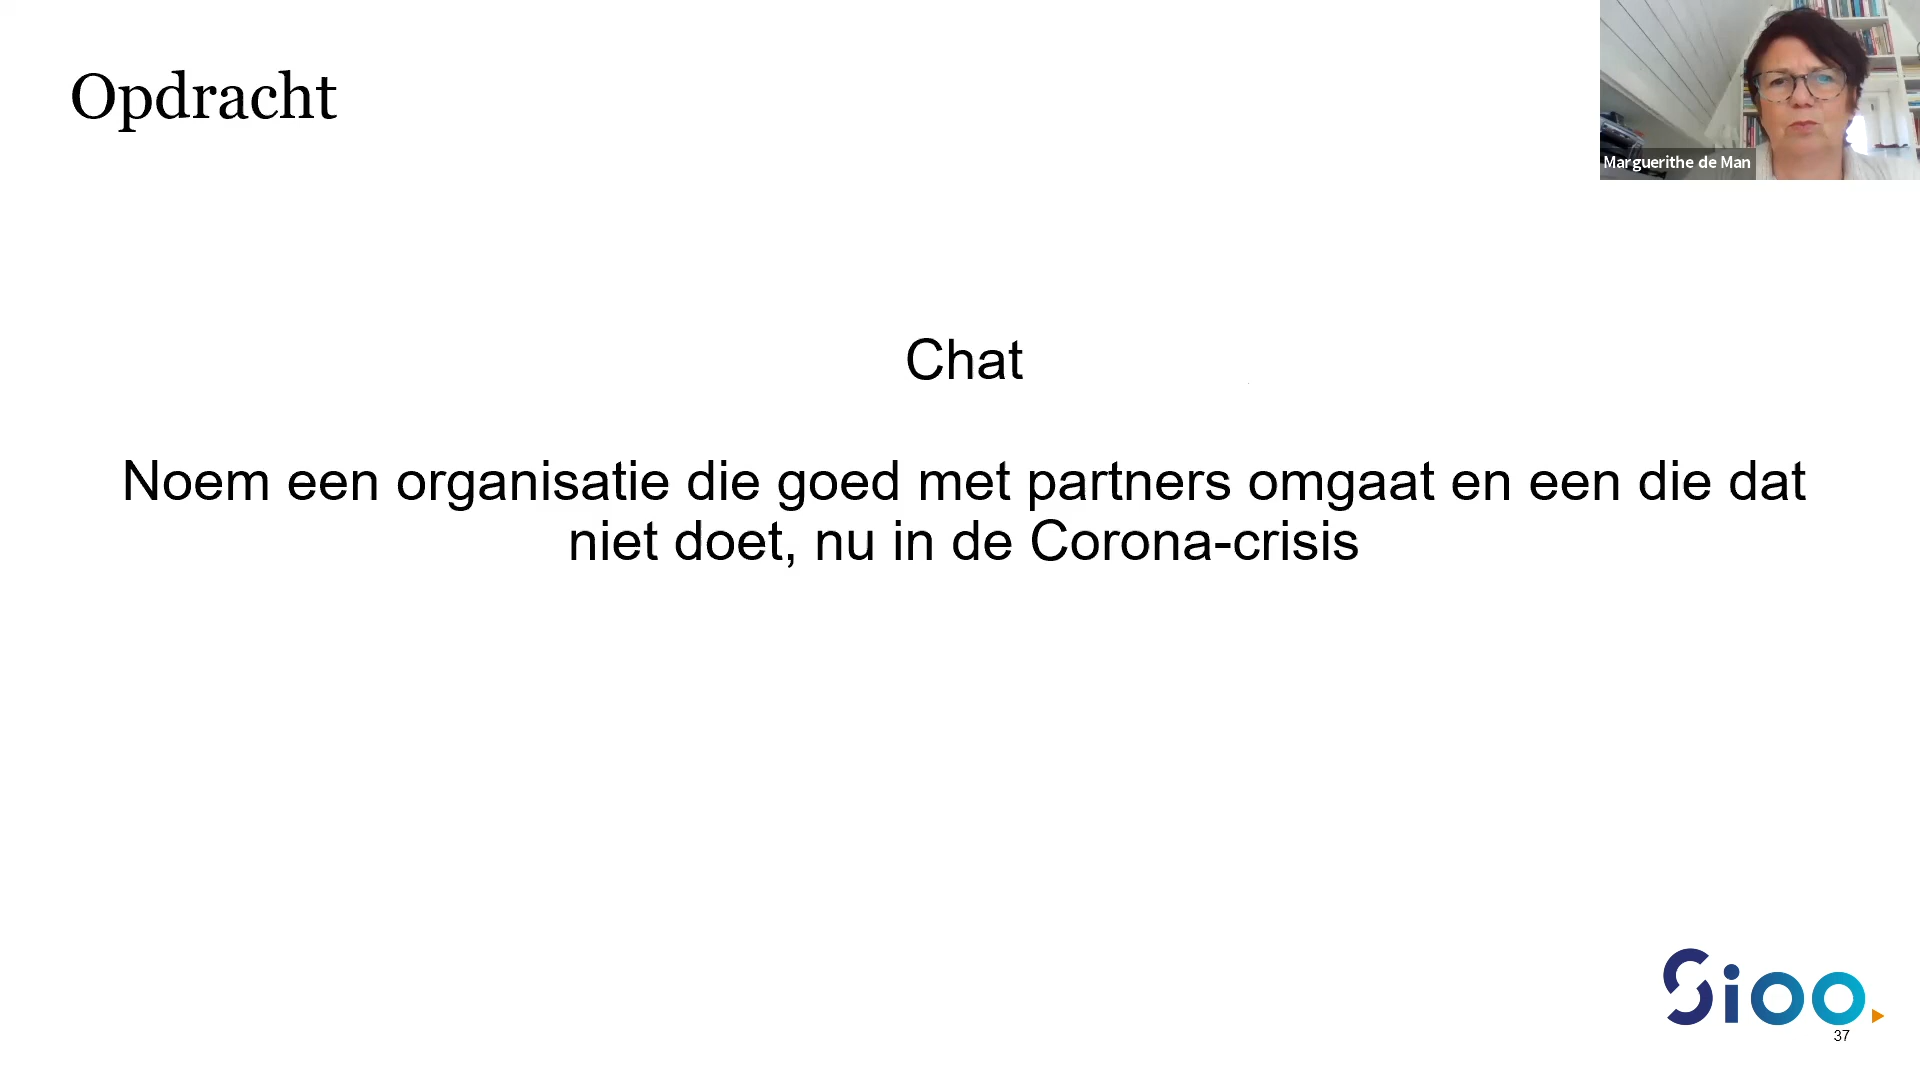 Opdracht
Marguerithe de Man
Chat
Noem een organisatie die goed met partners omgaat en een die dat
niet doet, nu in de Corona-crisis
Sioo
37